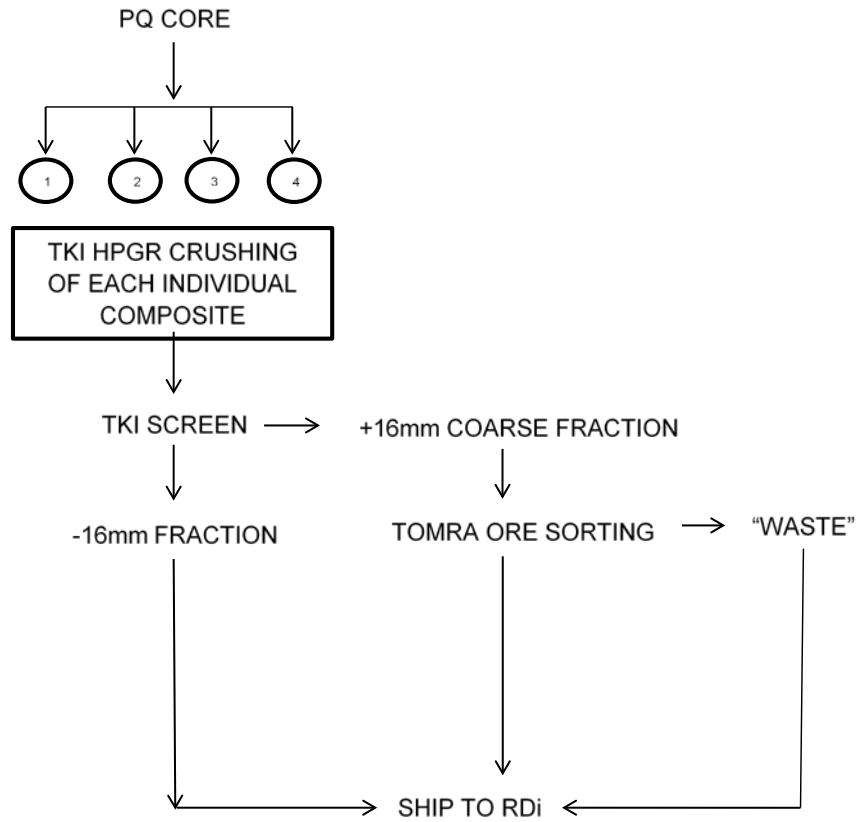 PQ CORE
1 2 3 4
TKI HPGR CRUSHING
OF EACH INDIVIDUAL
COMPOSITE
TKI SCREEN
+16mm COARSE FRACTION
-16mm FRACTION
TOMRA ORE SORTING
“WASTE”
SHIP TO RDi